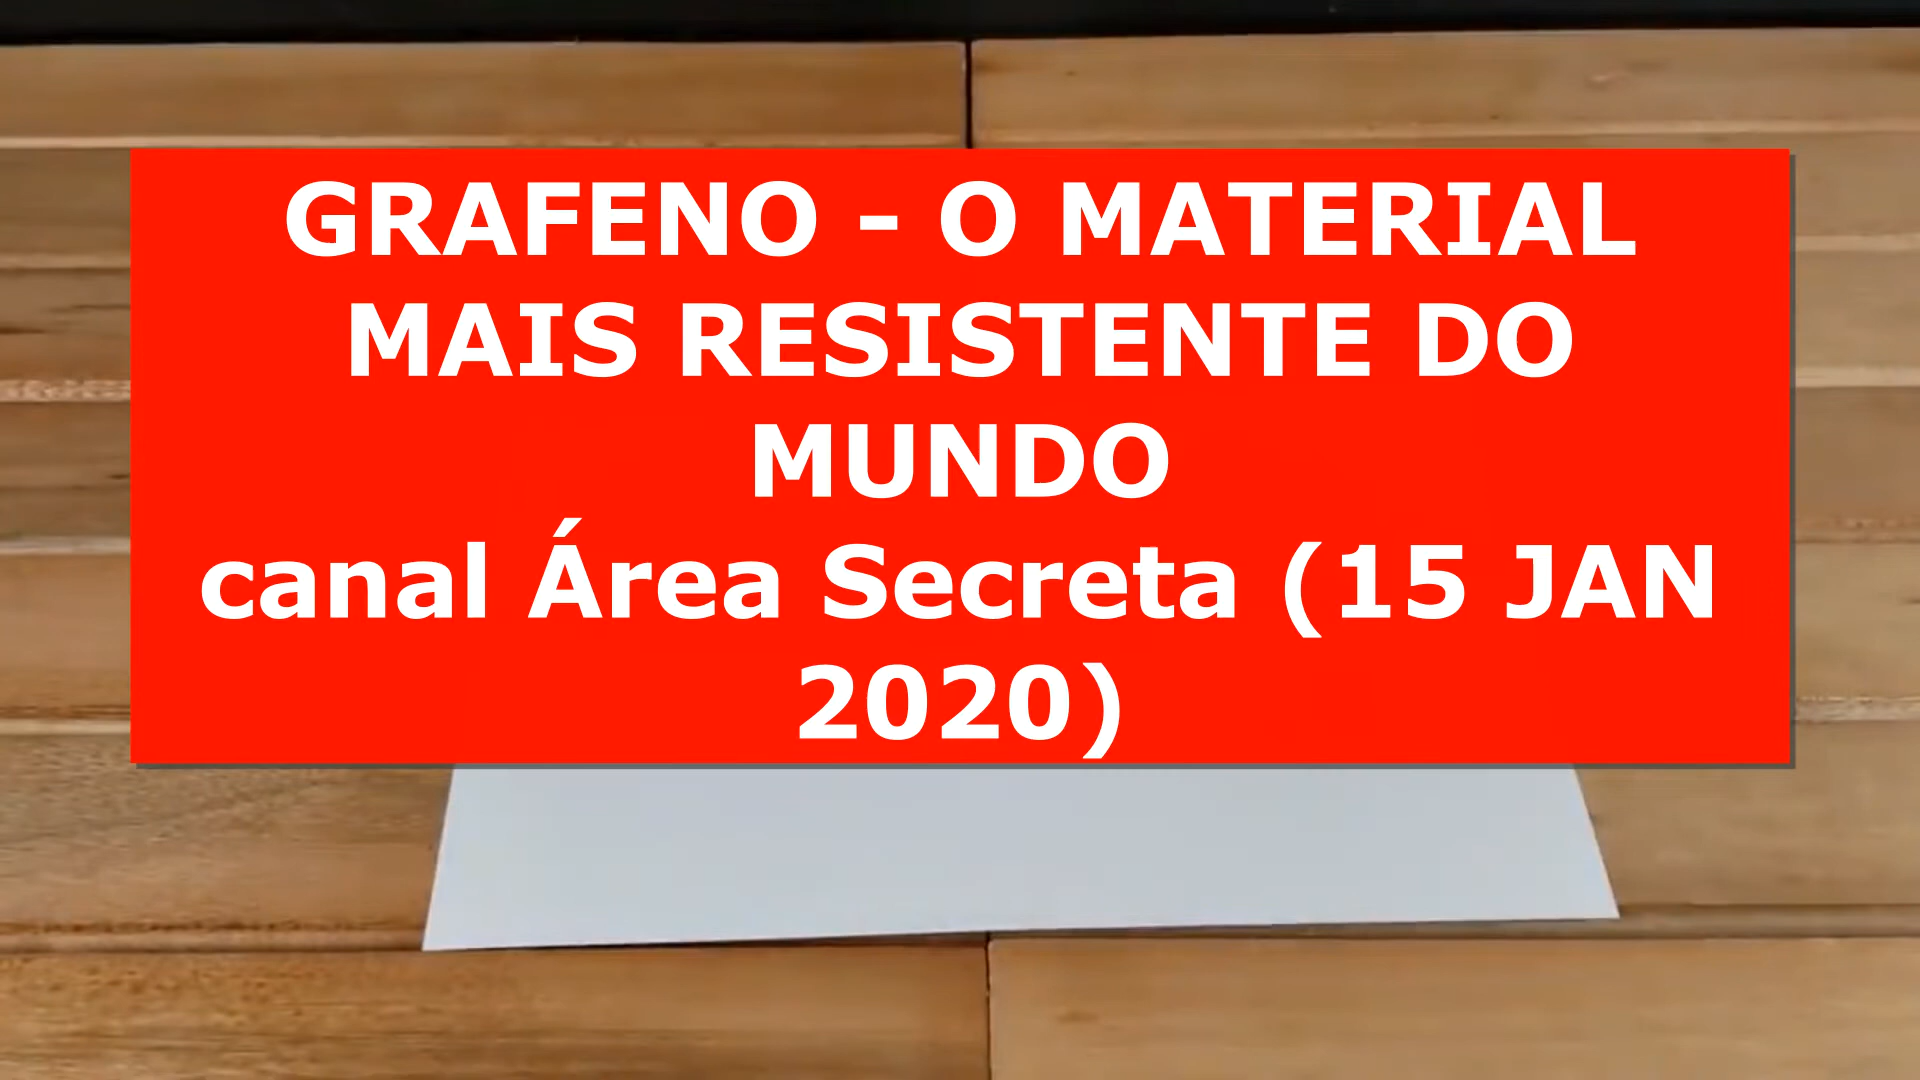 GRAFENO - O MATERIAL
MAIS RESISTENTE DO
MUNDO
canal Área Secreta (15 JAN
2020)